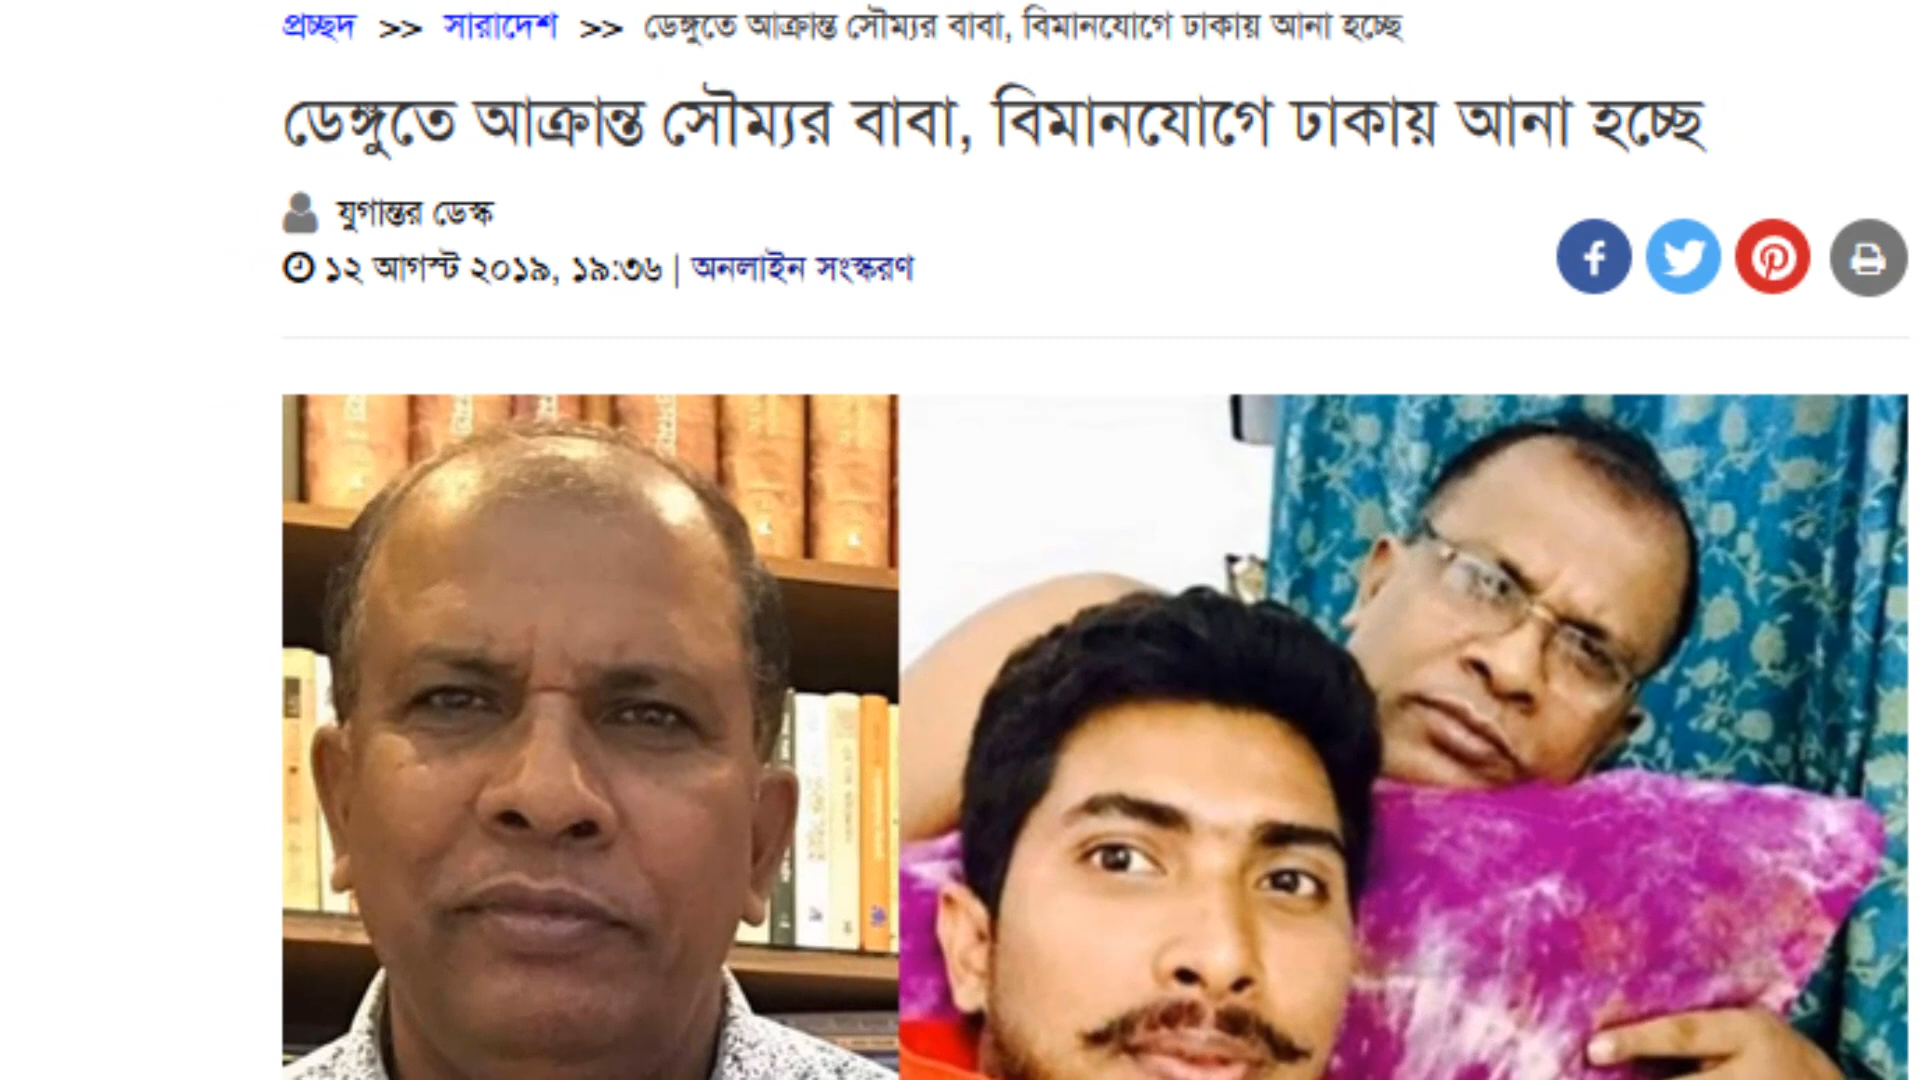 প্রচ্ছদ >> সারাদেশ >> ডেঙ্গুতে আক্রান্ত সৌম্যর বাবা, বিমানযোগে ঢাকায় আনা হচ্ছে
ডেঙ্গুতে আক্রান্ত সৌম্যর বাবা, বিমানযোগে ঢাকায় আনা হচ্ছে
যুগান্তর ডেস্ক
১২ আগস্ট ২০১৯, ১৯:৩৬ | অনলাইন সংস্করণ